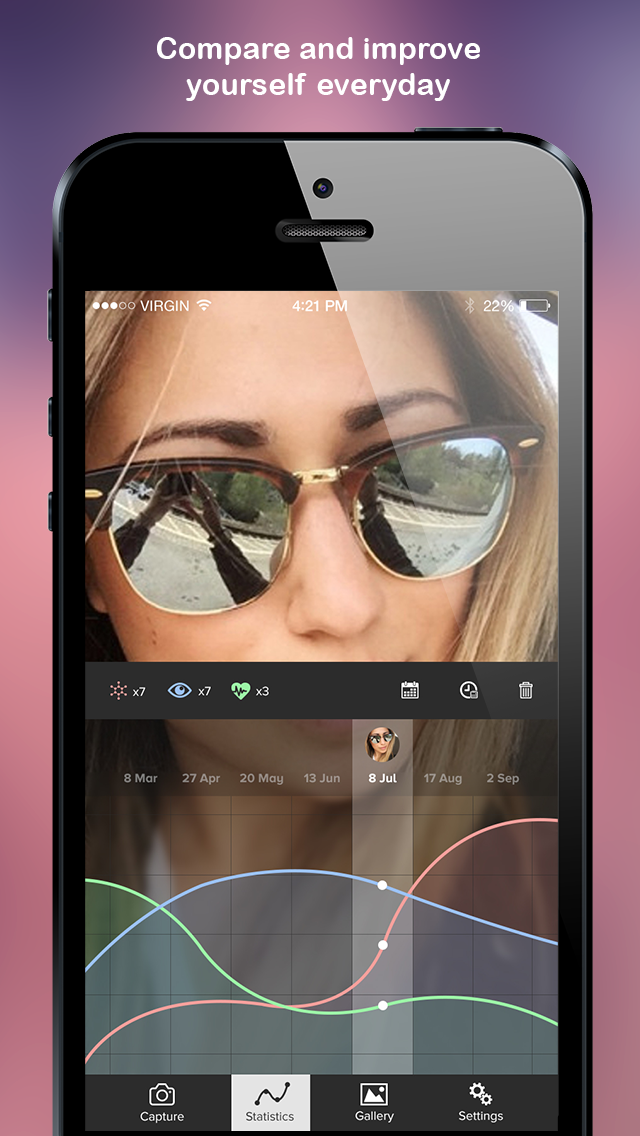 Compare and improve
yourself everyday
VIRGIN 4:21 PM 22%
x7 x7 x3
8 Mar 27 Apr 20 May 13 Jun 8 Jul 17 Aug 2 Sep
Capture Statistics Gallery Settings